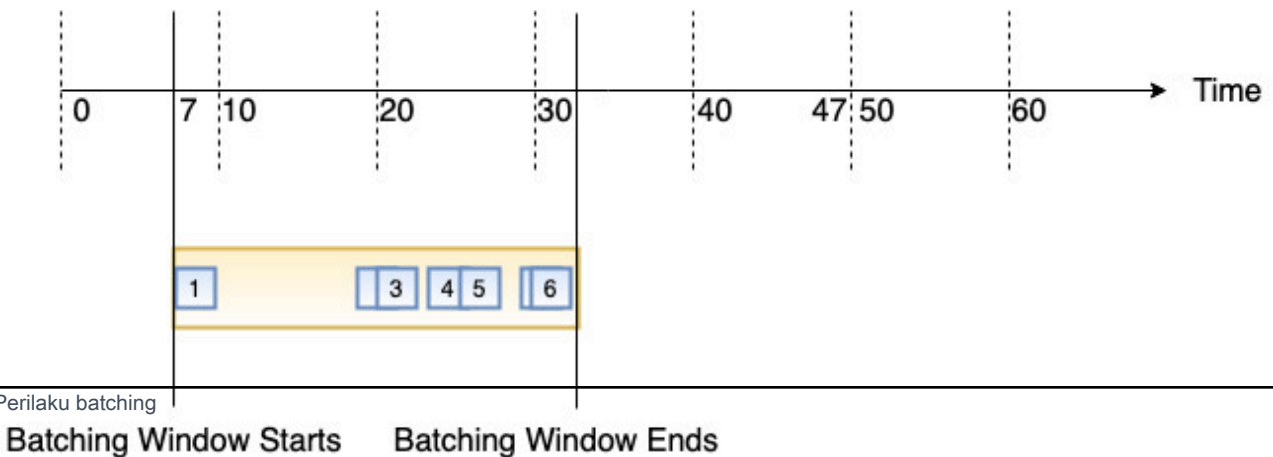 0 7 10 20 30 40 47 50 60 Time
1 3 4 5 6
Perilaku batching
Batching Window Starts Batching Window Ends